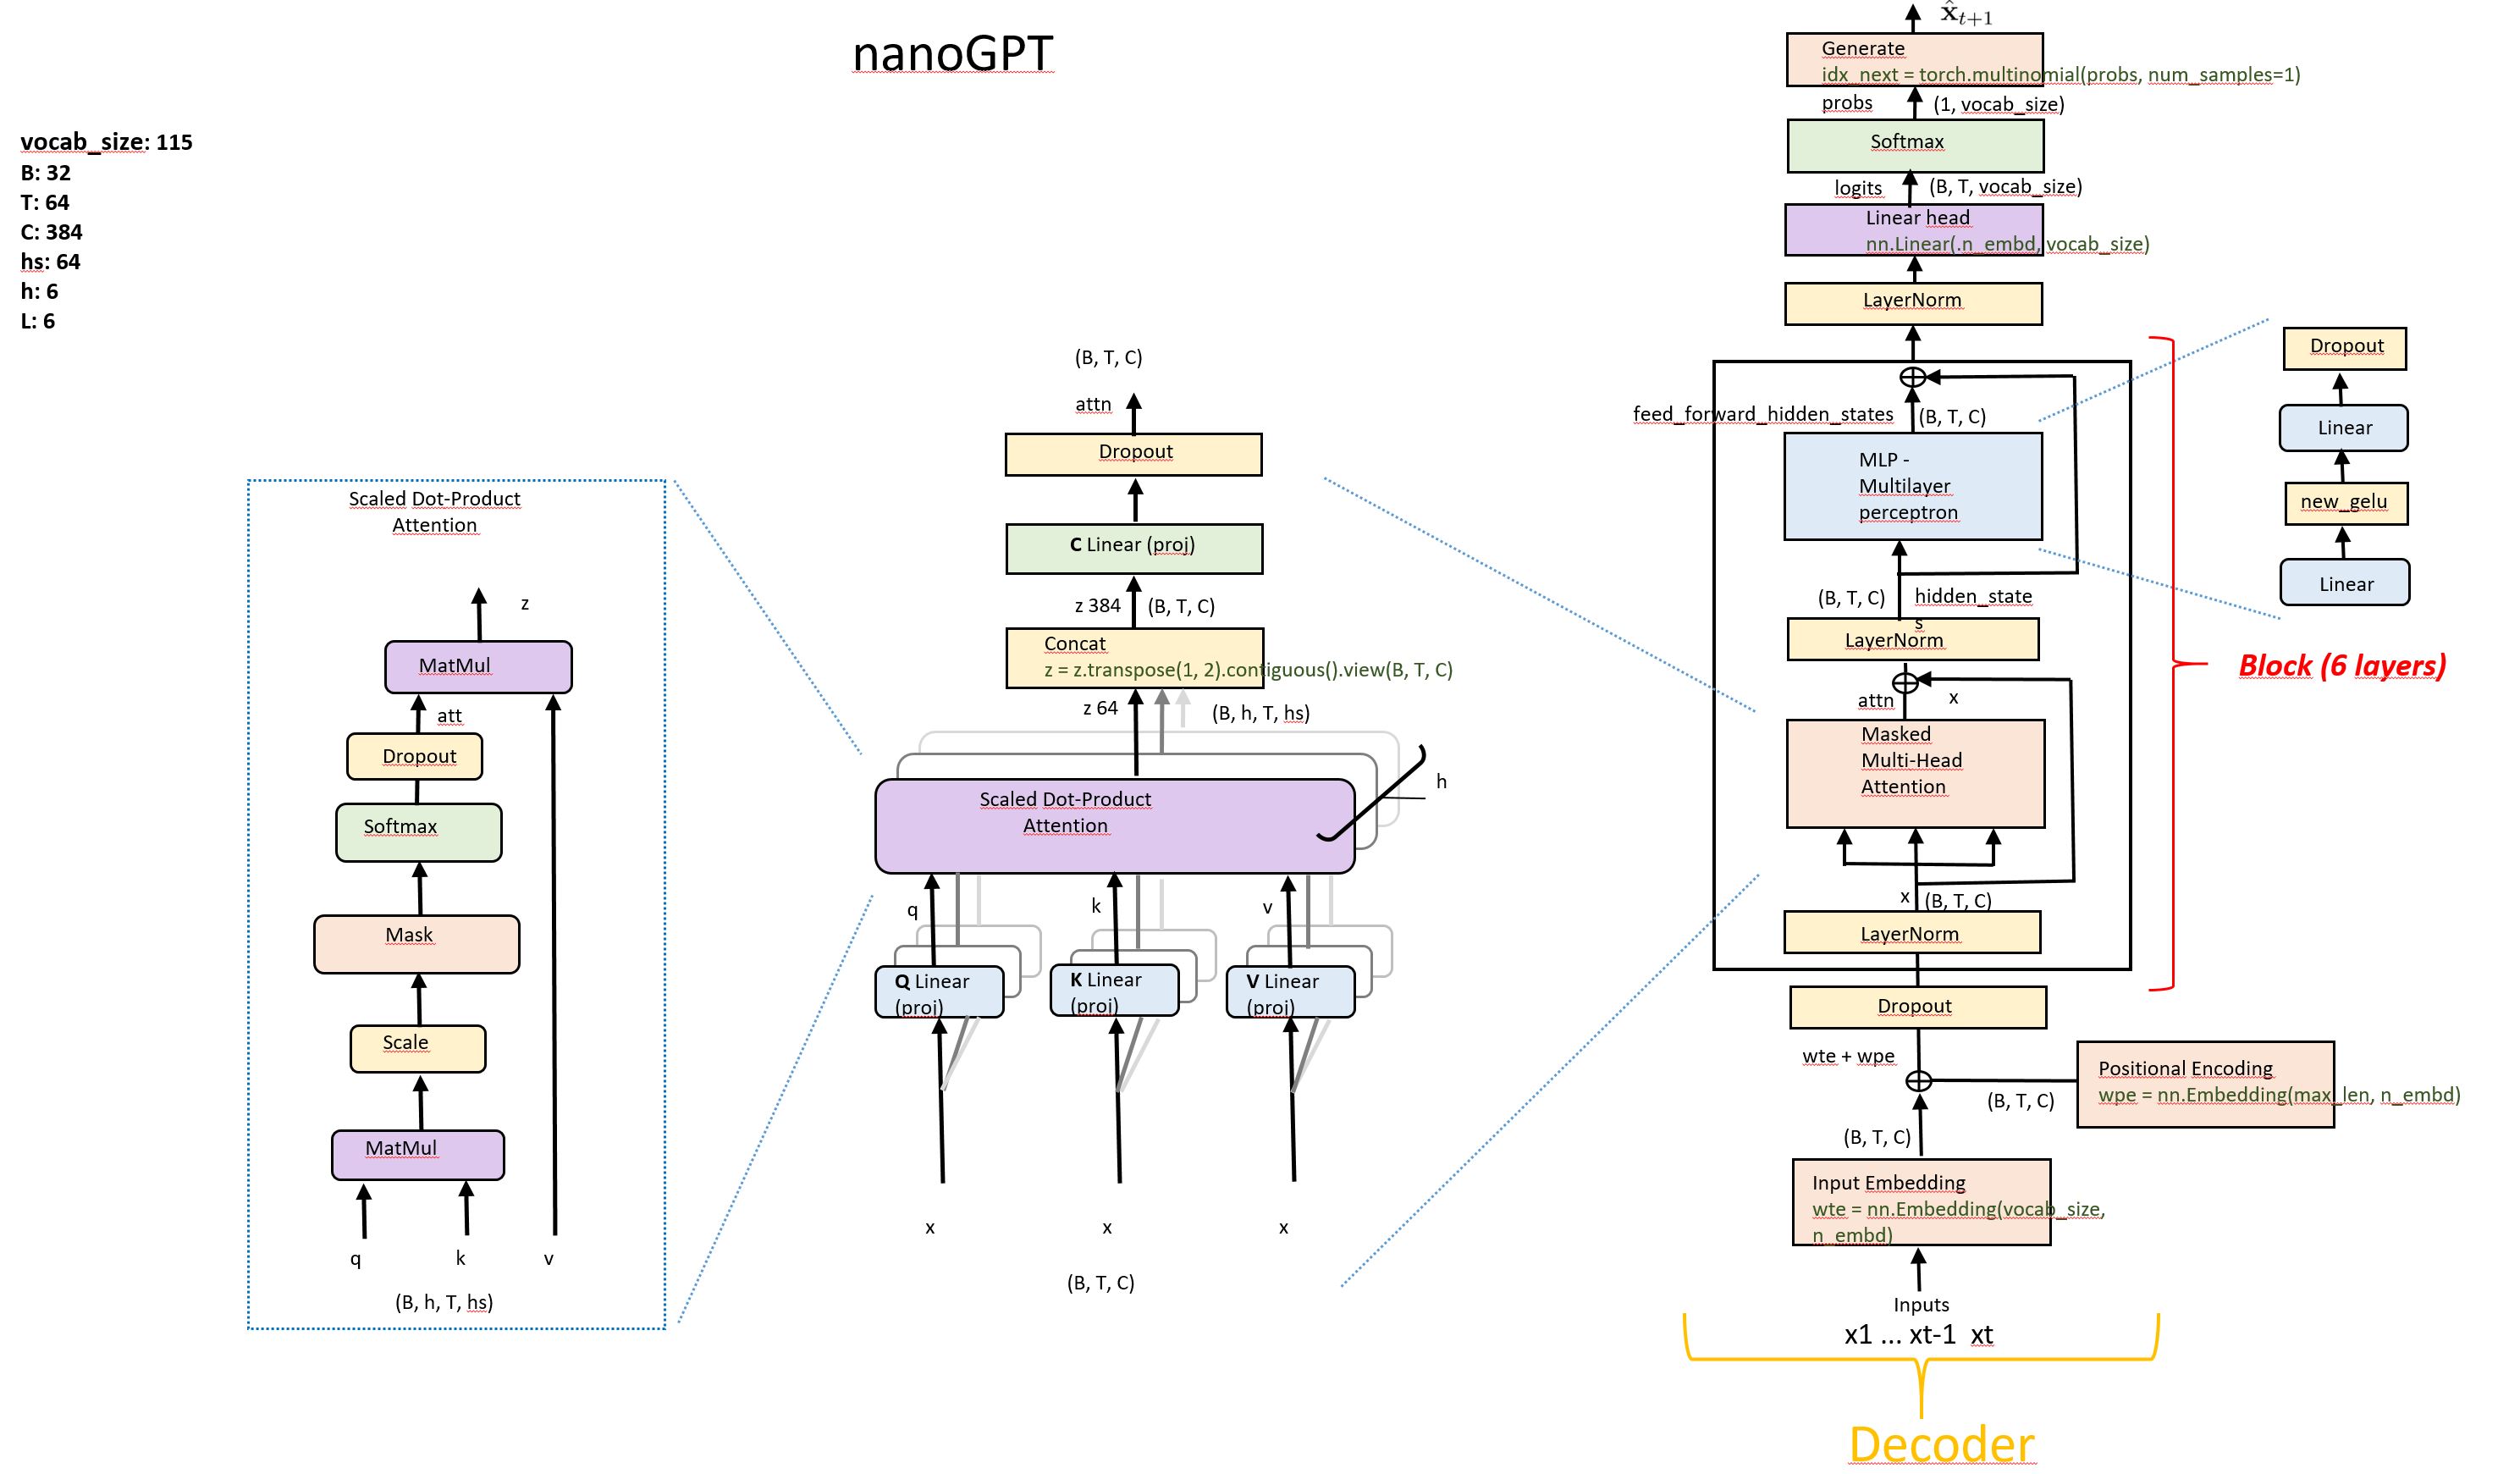 nanoGPT
vocab_size: 115
B: 32
T: 64
C: 384
hs: 64
h: 6
L: 6
Scaled Dot-Product
Attention
z
MatMul
att
Dropout
Softmax
Mask
Scale
MatMul
q
k
v
(B, h, T, hs)
(B, T, C)
attn
Dropout
C Linear (proj)
z 384
(B, T, C)
Concat
z = z.transpose(1, 2).contiguous().view(B, T, C)
z 64
(B, h, T, hs)
h
Scaled Dot-Product
Attention
q
k
v
Q Linear
(proj)
K Linear
(proj)
V Linear
(proj)
x
x
x
(B, T, C)
x̂t+1
Generate
idx_next = torch.multinomial(probs, num_samples=1)
probs
(1, vocab_size)
Softmax
logits
(B, T, vocab_size)
Linear head
nn.Linear(.n_embd, vocab_size)
LayerNorm
feed_forward_hidden_states
(B, T, C)
MLP -
Multilayer
perceptron
(B, T, C)
hidden_state
s
LayerNorm
attn
x
Masked
Multi-Head
Attention
x
(B, T, C)
LayerNorm
Dropout
wte + wpe
Positional Encoding
wpe = nn.Embedding(max_len, n_embd)
(B, T, C)
(B, T, C)
Input Embedding
wte = nn.Embedding(vocab_size,
n_embd)
Inputs
x1 ... xt-1 xt
Decoder
Dropout
Linear
new_gelu
Linear
Block (6 layers)